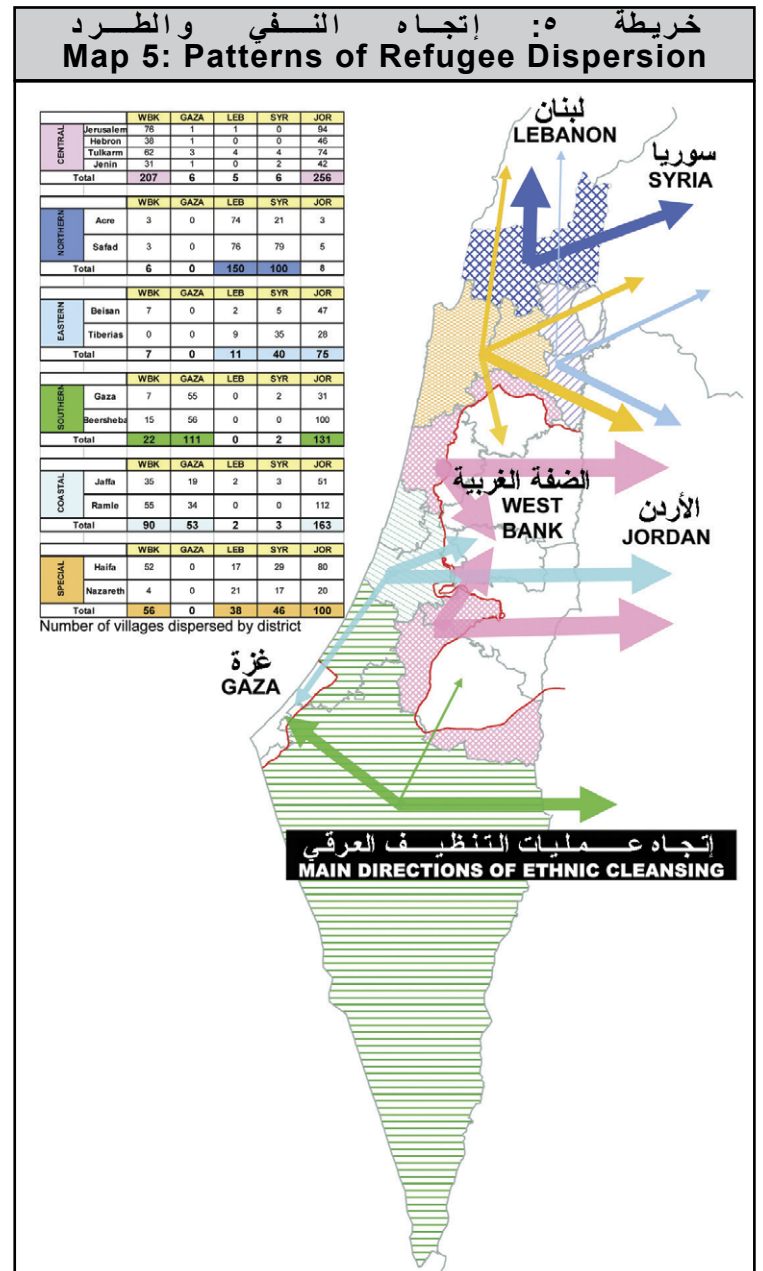 خريطة ٥: إتجاه النفي والطرد
Map 5: Patterns of Refugee Dispersion
WBK GAZA LEB SYR JOR
CENTRAL
Jerusalem 76 1 1 0 94
Hebron 38 1 0 0 46
Tulkarm 62 3 4 4 74
Jenin 31 1 0 2 42
Total 207 6 5 6 256
WBK GAZA LEB SYR JOR
NORTHERN
Acre 3 0 74 21 3
Safad 3 0 76 79 5
Total 6 0 150 100 8
WBK GAZA LEB SYR JOR
EASTERN
Beisan 7 0 2 5 47
Tiberias 0 0 9 35 28
Total 7 0 11 40 75
WBK GAZA LEB SYR JOR
SOUTHERN
Gaza 7 55 0 2 31
Beersheba 15 56 0 0 100
Total 22 111 0 2 131
WBK GAZA LEB SYR JOR
COASTAL
Jaffa 35 19 2 3 51
Ramle 55 34 0 0 112
Total 90 53 2 3 163
WBK GAZA LEB SYR JOR
SPECIAL
Haifa 52 0 17 29 80
Nazareth 4 0 21 17 20
Total 56 0 38 46 100
Number of villages dispersed by district
لبنان
LEBANON
سوريا
SYRIA
الضفة الغربية
WEST
BANK
الأردن
JORDAN
غزة
GAZA
إتجاه عمليات التنظيف العرقي
MAIN DIRECTIONS OF ETHNIC CLEANSING